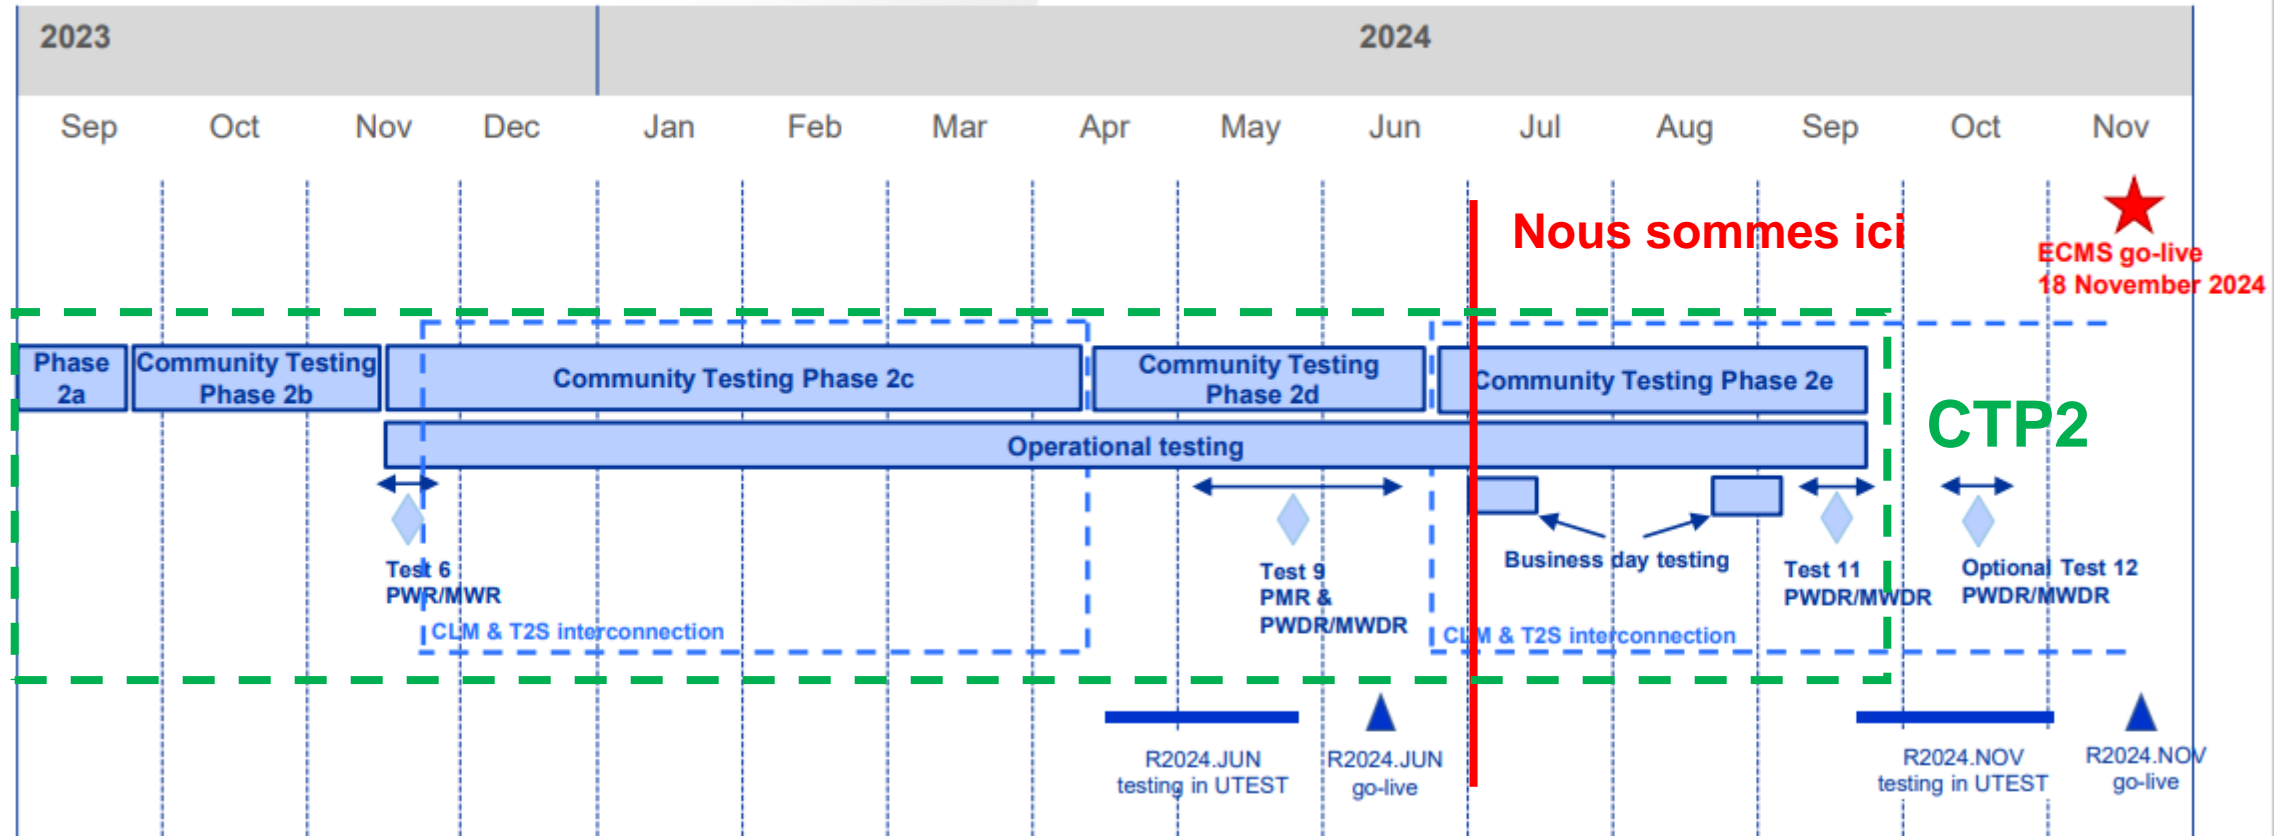 2023
2024
Sep
Oct
Nov
Dec
Jan
Feb
Mar
Apr
May
Jun
Jul
Aug
Sep
Oct
Nov
Nous sommes ici
ECMS go-live
18 November 2024
Phase
2a
Community Testing
Phase 2b
Community Testing Phase 2c
Community Testing
Phase 2d
Community Testing Phase 2e
CTP2
Operational testing
Test 6
PWR/MWR
CLM & T2S interconnection
Test 9
PMR &
PWDR/MWDR
Business day testing
CLM & T2S interconnection
Test 11
PWDR/MWDR
Optional Test 12
PWDR/MWDR
R2024.JUN
testing in UTEST
R2024.JUN
go-live
R2024.NOV
testing in UTEST
R2024.NOV
go-live